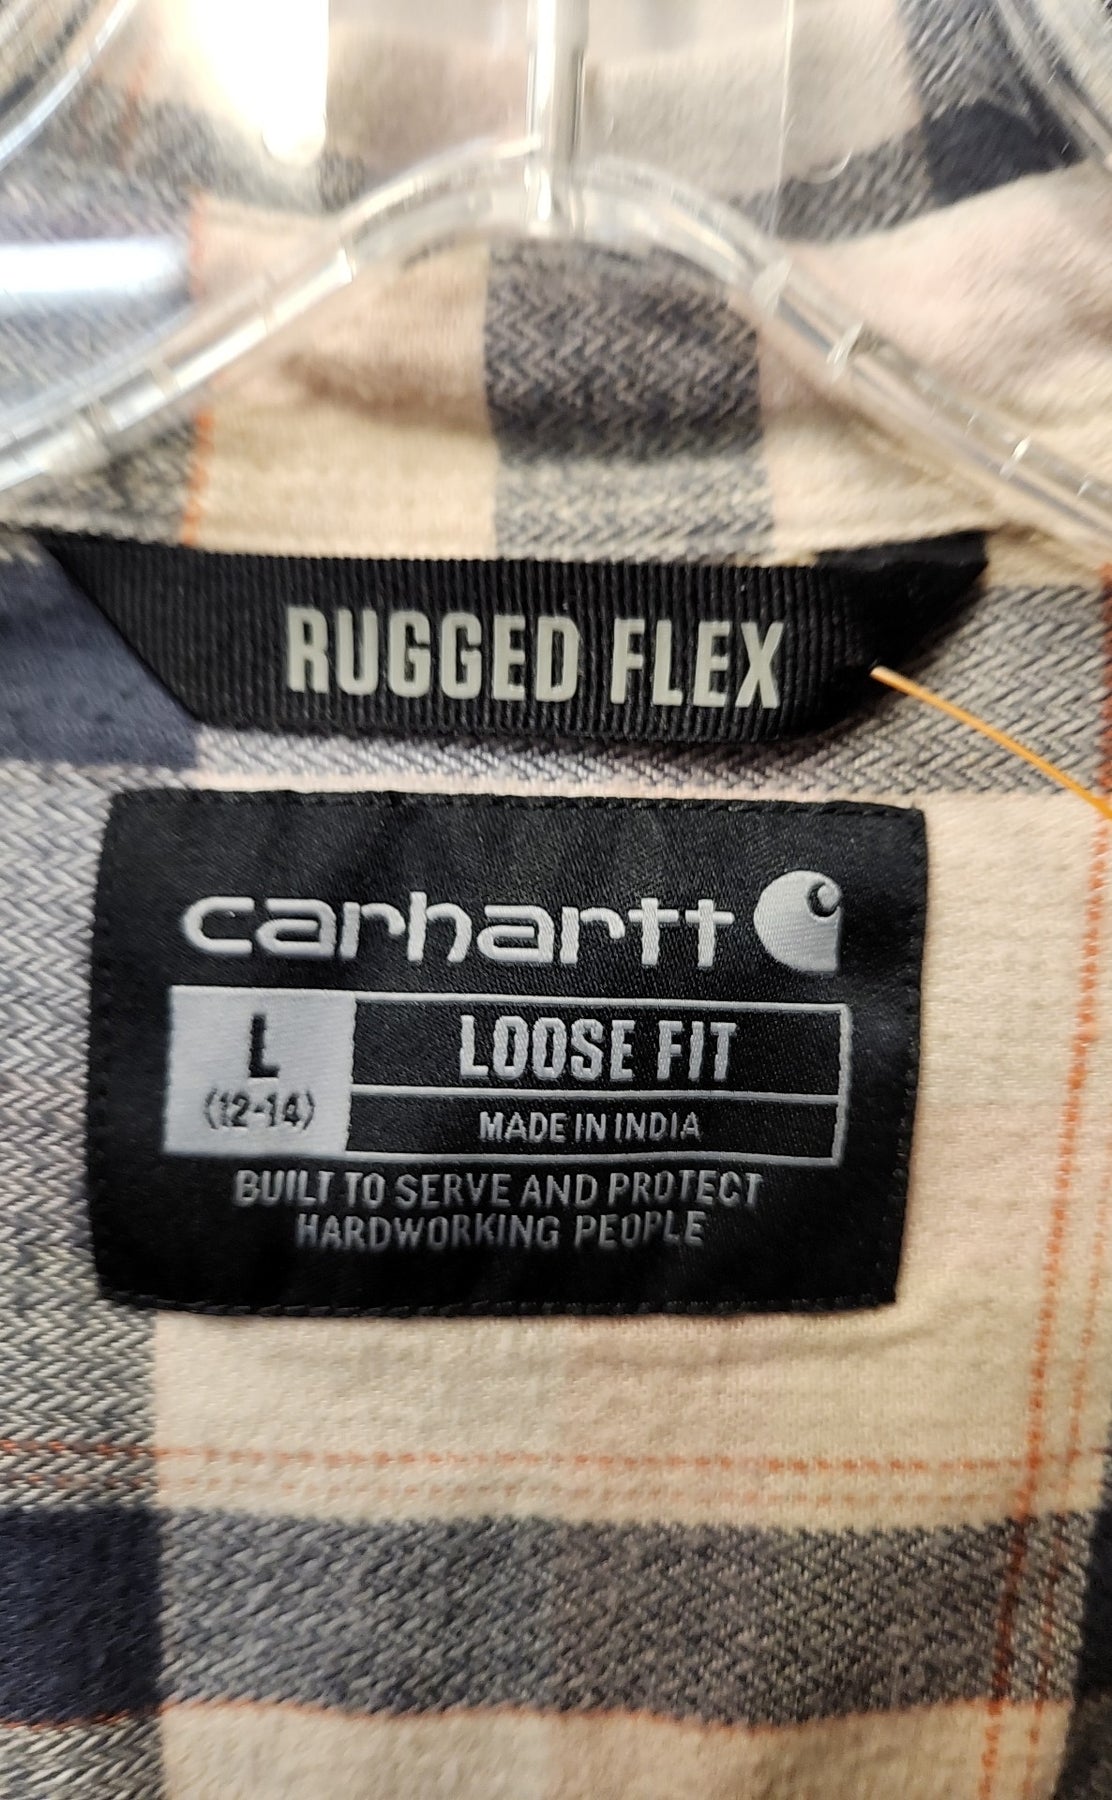 RUGGED FLEX
carhartt
L
(12-14)
LOOSE FIT
MADE IN INDIA
BUILT TO SERVE AND PROTECT
HARDWORKING PEOPLE